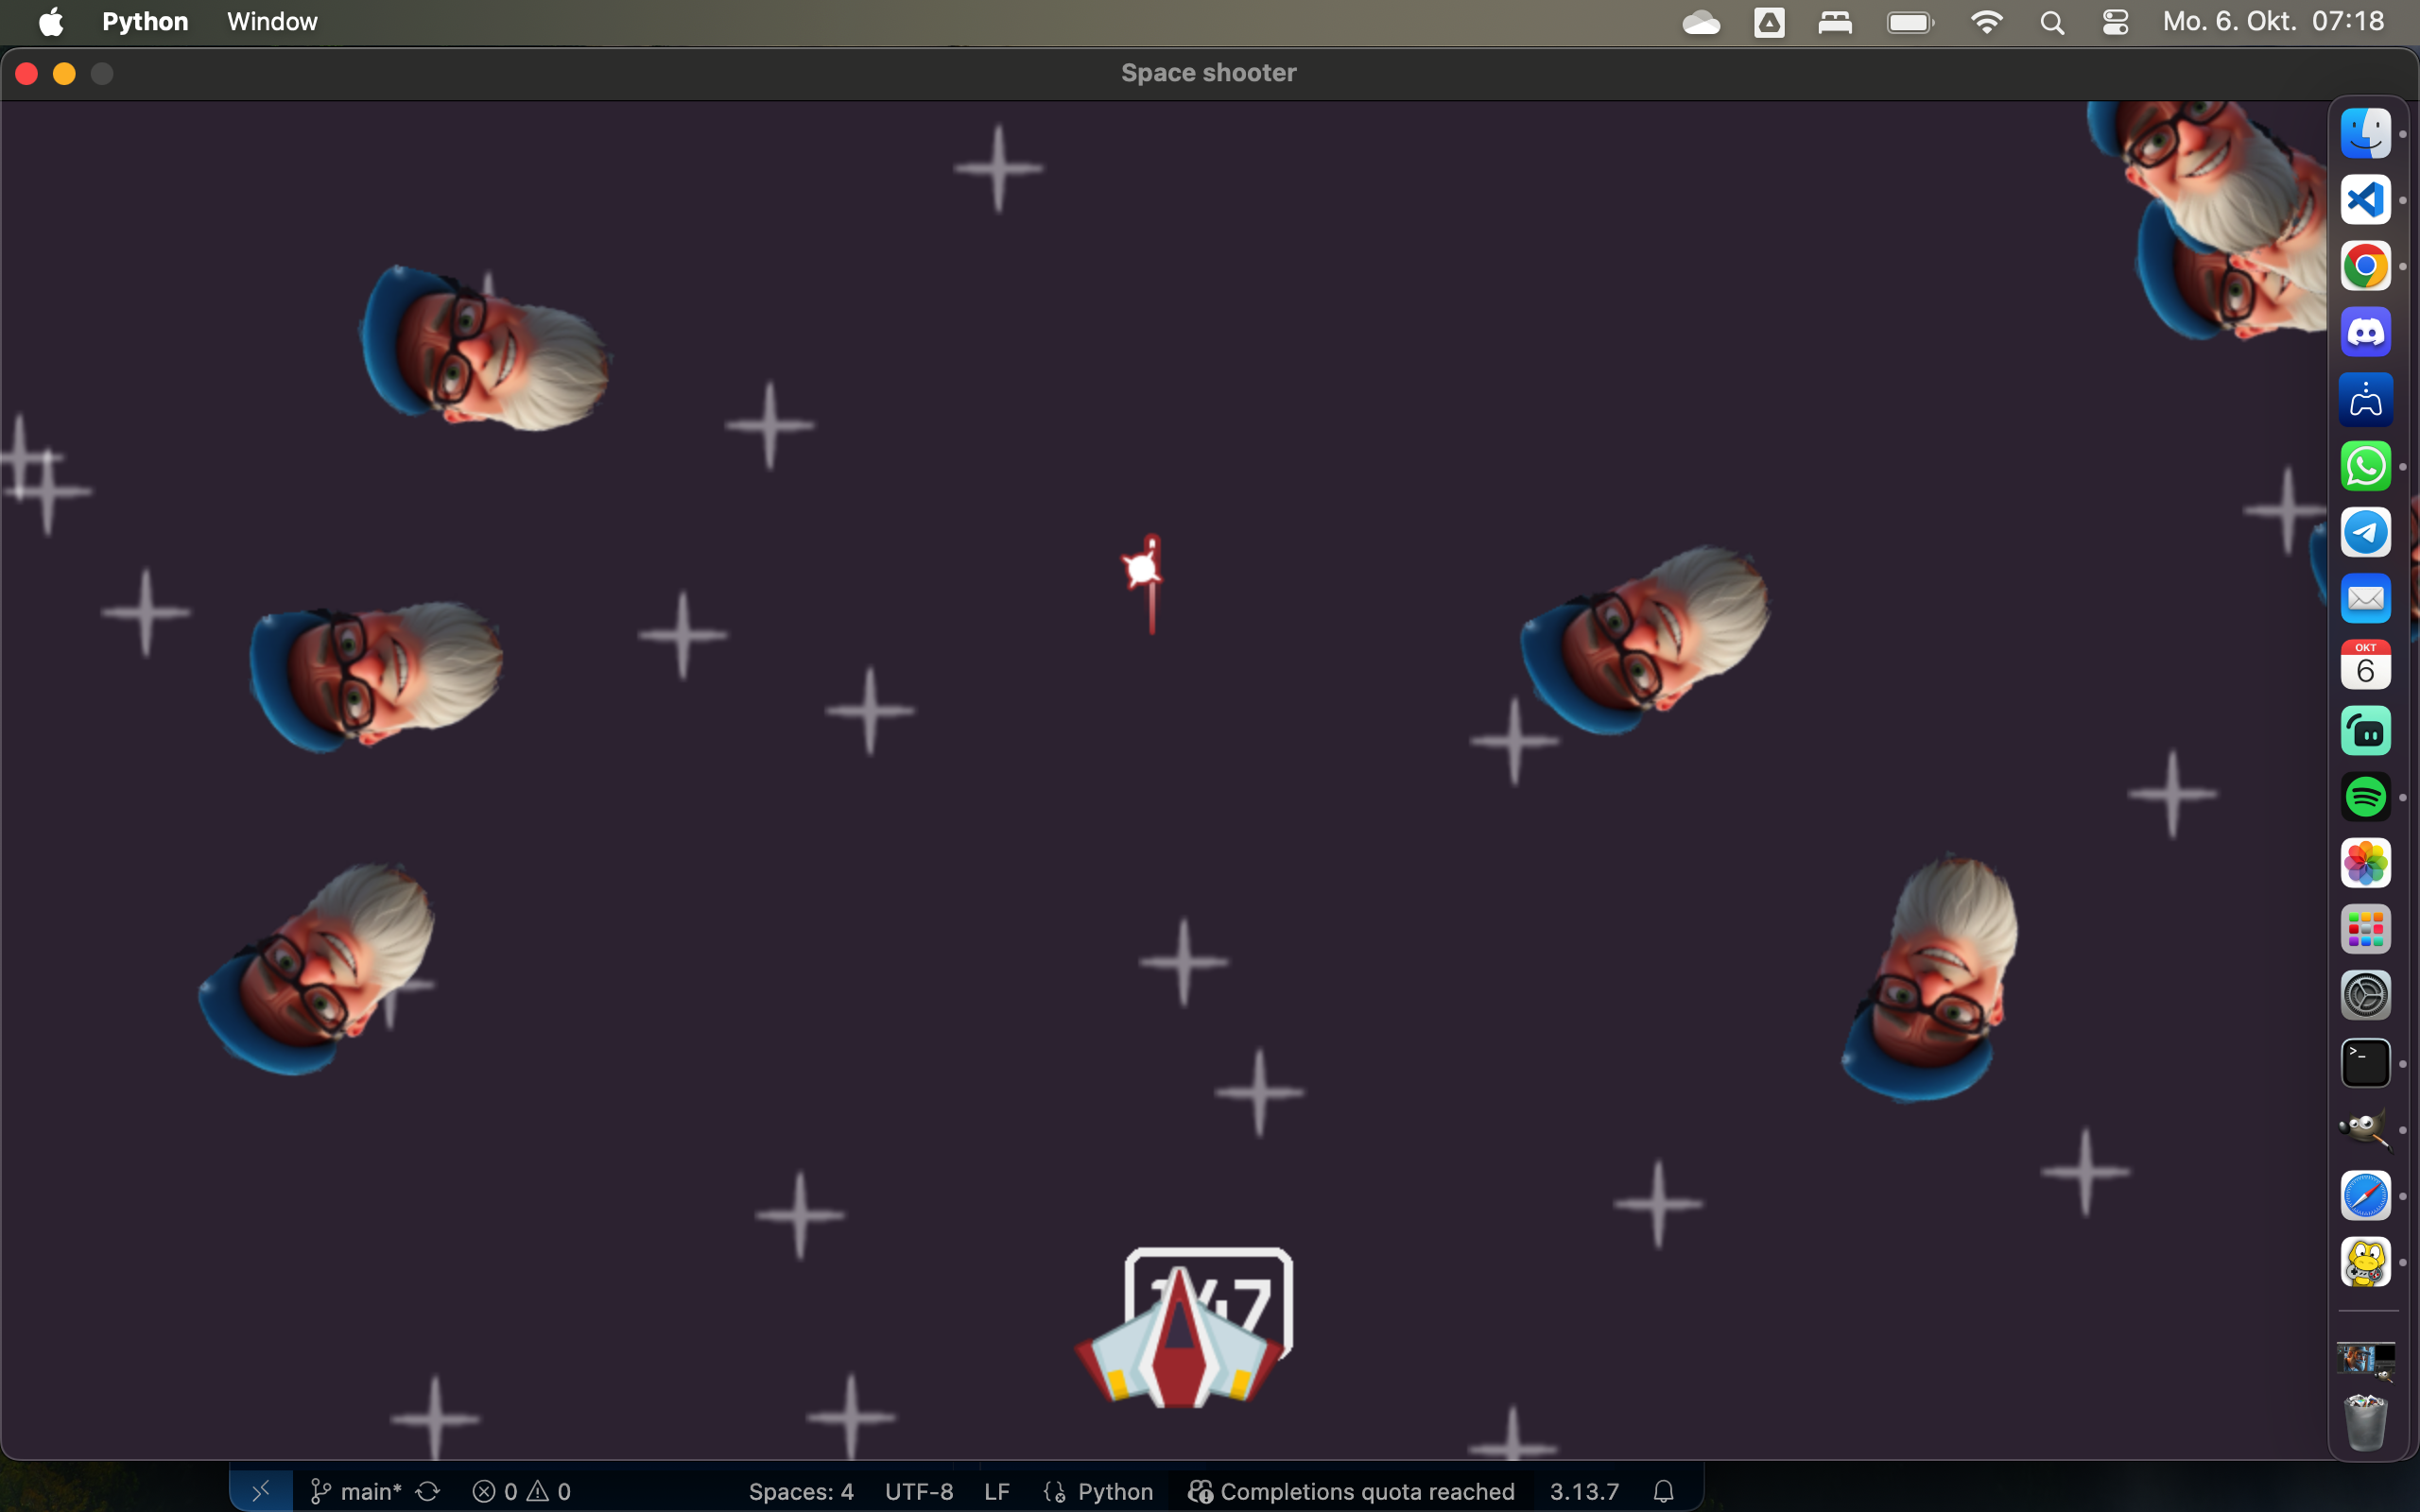 Python Window Mo. 6. Okt. 07:18
Space shooter
OKT
6
>_
main* 0 0 Spaces: 4 UTF-8 LF Python Completions quota reached 3.13.7